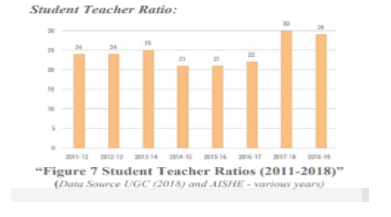 Student Teacher Ratio:
30
25
20
15
10
5
0
24 24 25 21 21 22 30 29
2011-12 2012-13 2013-14 2014-15 2015-16 2016-17 2017-18 2018-19
“Figure 7 Student Teacher Ratios (2011-2018)”
(Data Source UGC (2018) and AISHE - various years)